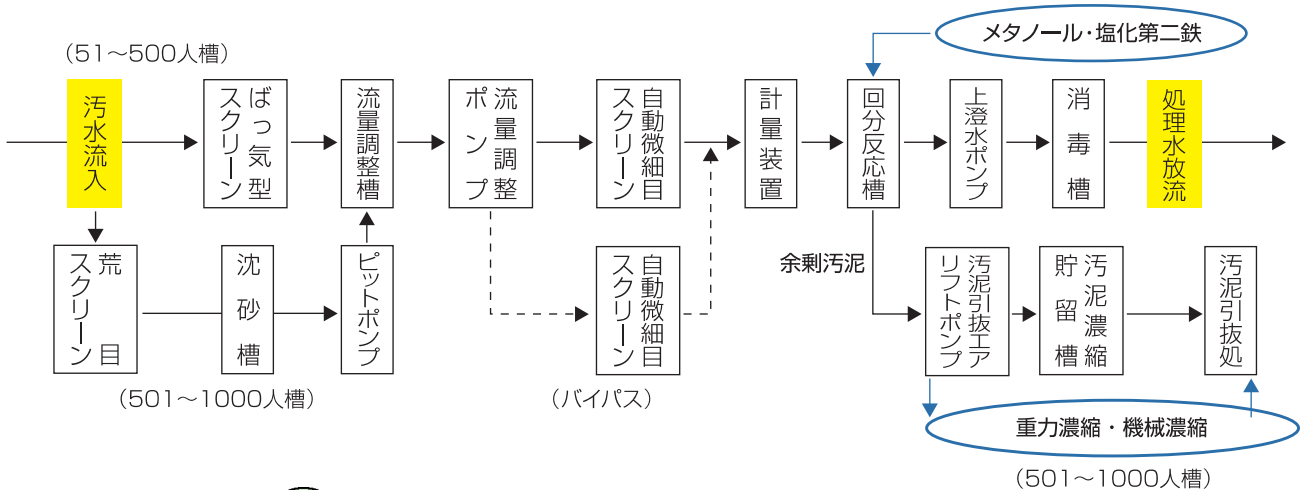 メタノール・塩化第二鉄
(51〜500人槽)
汚水流入
ばっ気型
スクリーン
流量調整槽
流量調整
ポンプ
自動微細目
スクリーン
計量装置
回分反応槽
上澄水ポンプ
消毒槽
処理水放流
荒目
スクリーン
沈砂槽
ピットポンプ
自動微細目
スクリーン
余剰汚泥
汚泥引抜エア
リフトポンプ
汚泥濃縮
貯留槽
汚泥引抜処
(501〜1000人槽)
(バイパス)
重力濃縮・機械濃縮
(501〜1000人槽)